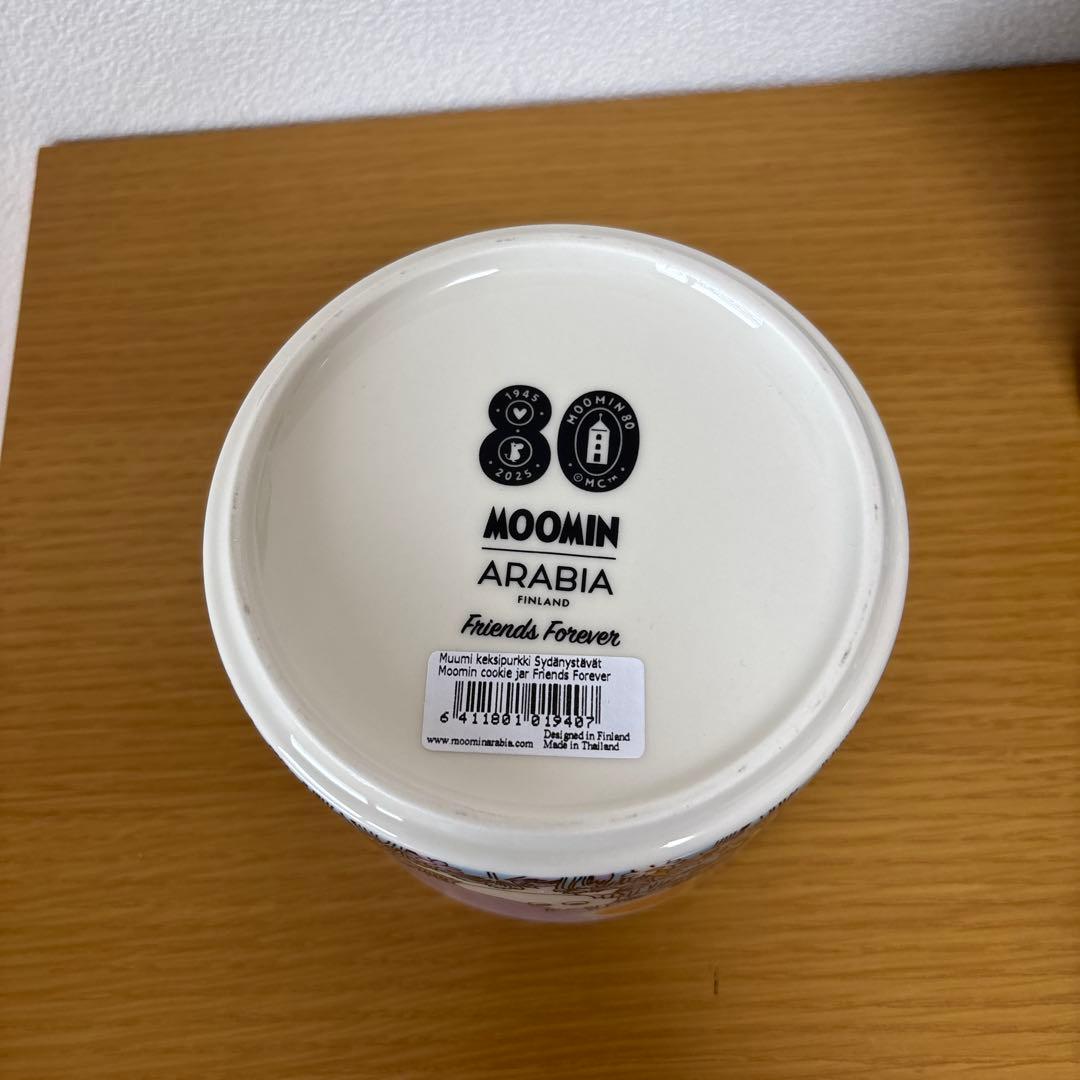 1945
2025
MOOMIN 80
©MC™
MOOMIN
ARABIA
FINLAND
Friends Forever
Muumi keksipurkki Sydänystävät
Moomin cookie jar Friends Forever
6 411801 019407
Designed in Finland
www.moominarabia.com Made in Thailand